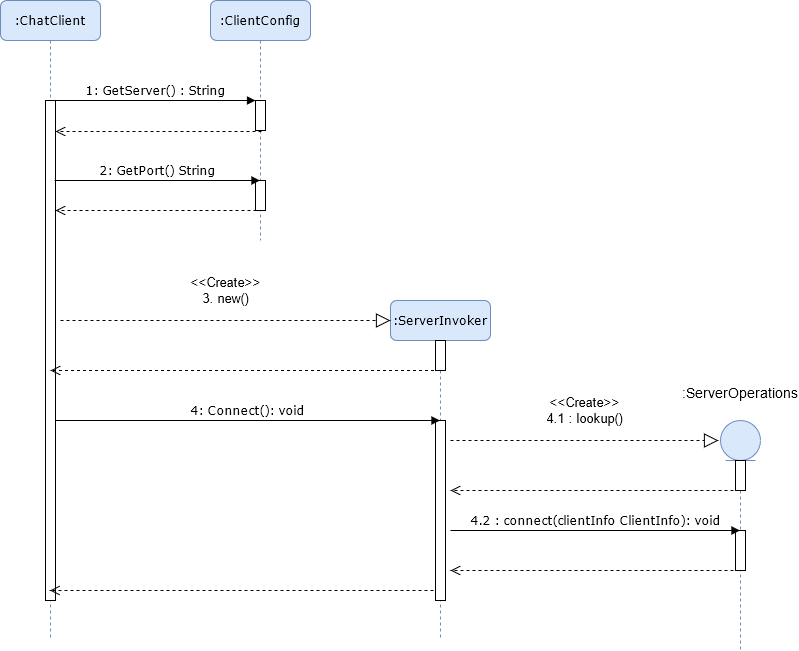 :ChatClient
:ClientConfig
1: GetServer() : String
2: GetPort() String
<<Create>>
3. new()
:ServerInvoker
:ServerOperations
<<Create>>
4.1 : lookup()
4: Connect(): void
4.2 : connect(clientInfo ClientInfo): void